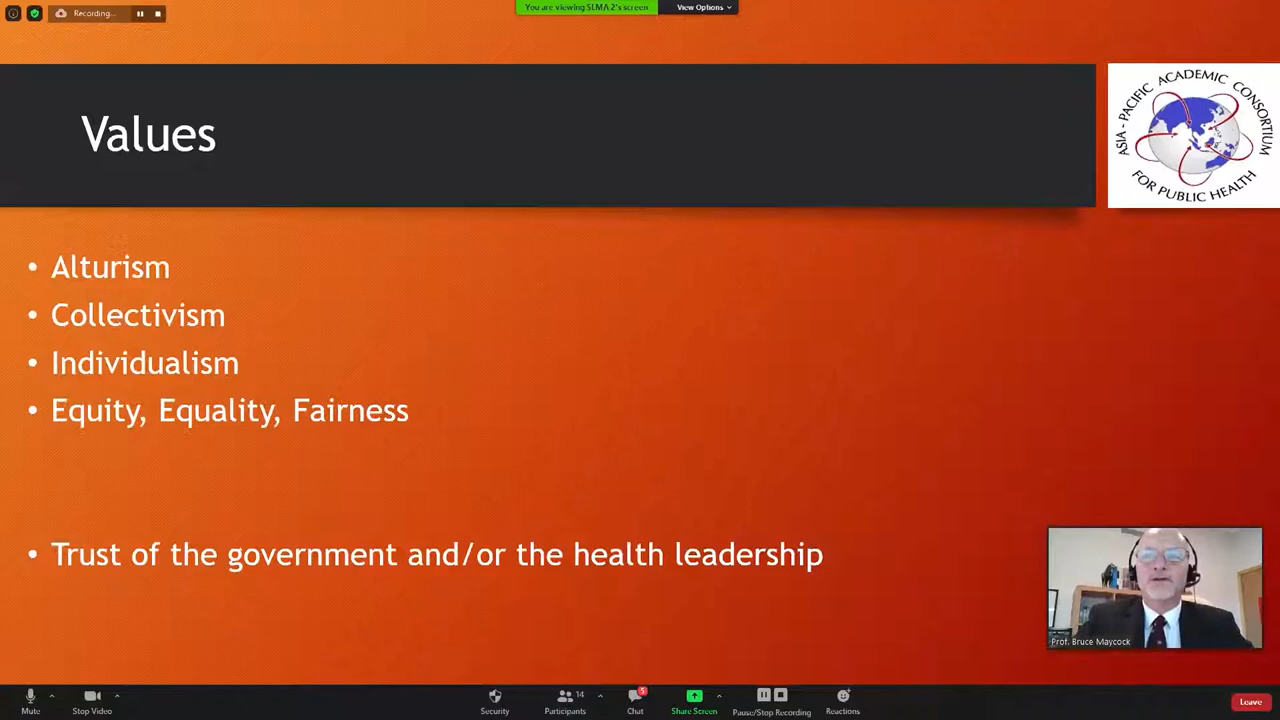 Recording...
You are viewing SLMA 2's screen
View Options
Values
ASIA - PACIFIC ACADEMIC CONSORTIUM
FOR PUBLIC HEALTH
• Alturism
• Collectivism
• Individualism
• Equity, Equality, Fairness
• Trust of the government and/or the health leadership
Prof. Bruce Maycock
Mute
Stop Video
Security
Participants
14
Chat
5
Share Screen
Pause/Stop Recording
Reactions
Leave